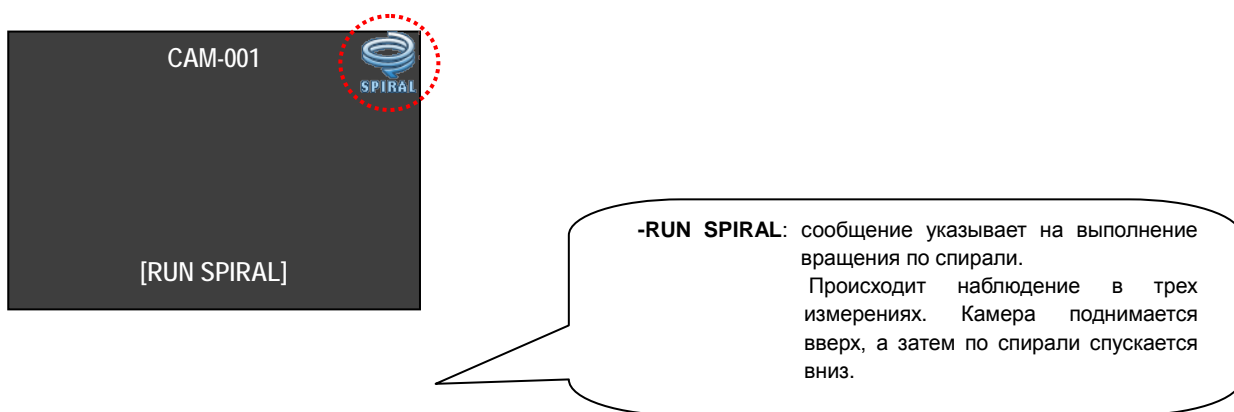 CAM-001
SPIRAL
[RUN SPIRAL]
-RUN SPIRAL: сообщение указывает на выполнение
вращения по спирали.
Происходит наблюдение в трех
измерениях. Камера поднимается
вверх, а затем по спирали спускается
вниз.